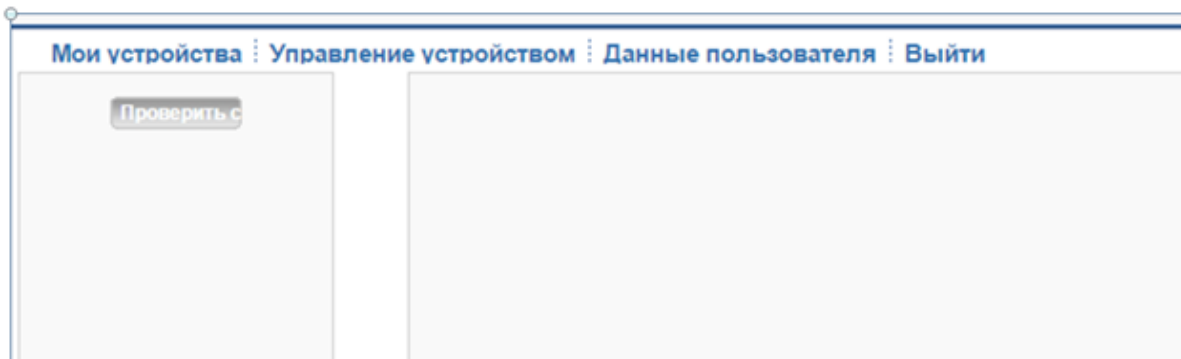 Мои устройства Управление устройством Данные пользователя Выйти
Проверить с